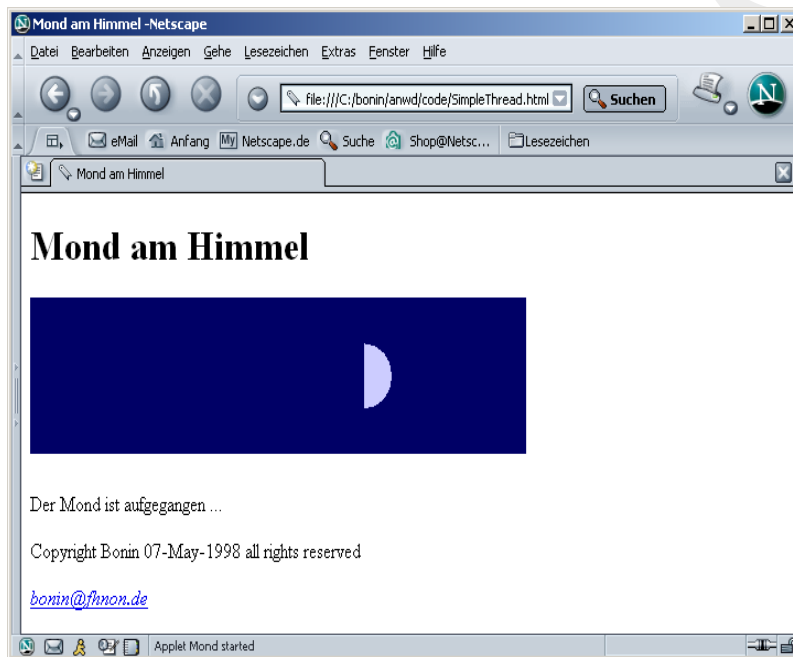 Mond am Himmel -Netscape
Datei Bearbeiten Anzeigen Gehe Lesezeichen Extras Fenster Hilfe
file:///C:/bonin/anwd/code/SimpleThread.html Suchen N
eMail Anfang My Netscape.de Suche Shop@Netsc... Lesezeichen
Mond am Himmel
Mond am Himmel
Der Mond ist aufgegangen ...
Copyright Bonin 07-May-1998 all rights reserved
bonin@fhnon.de
Applet Mond started